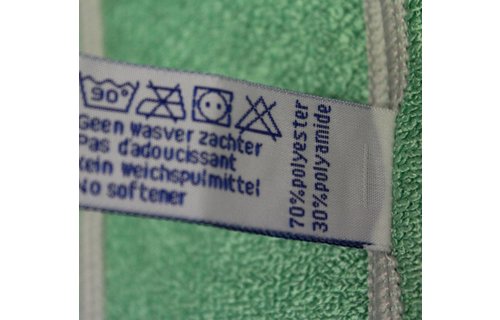 90°
Geen wasver zachter
Pas d'adoucissant
Kein weichspulmittel
No softener
70%polyester
30%polyamide